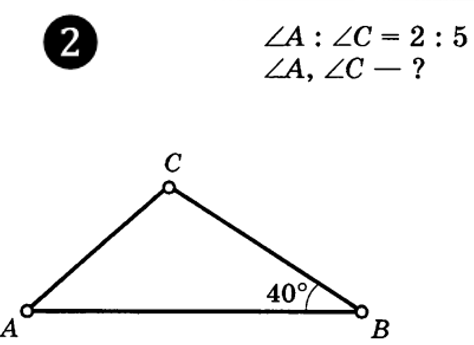 2
∠A : ∠C = 2 : 5
∠A, ∠C — ?
C
40°
A
B